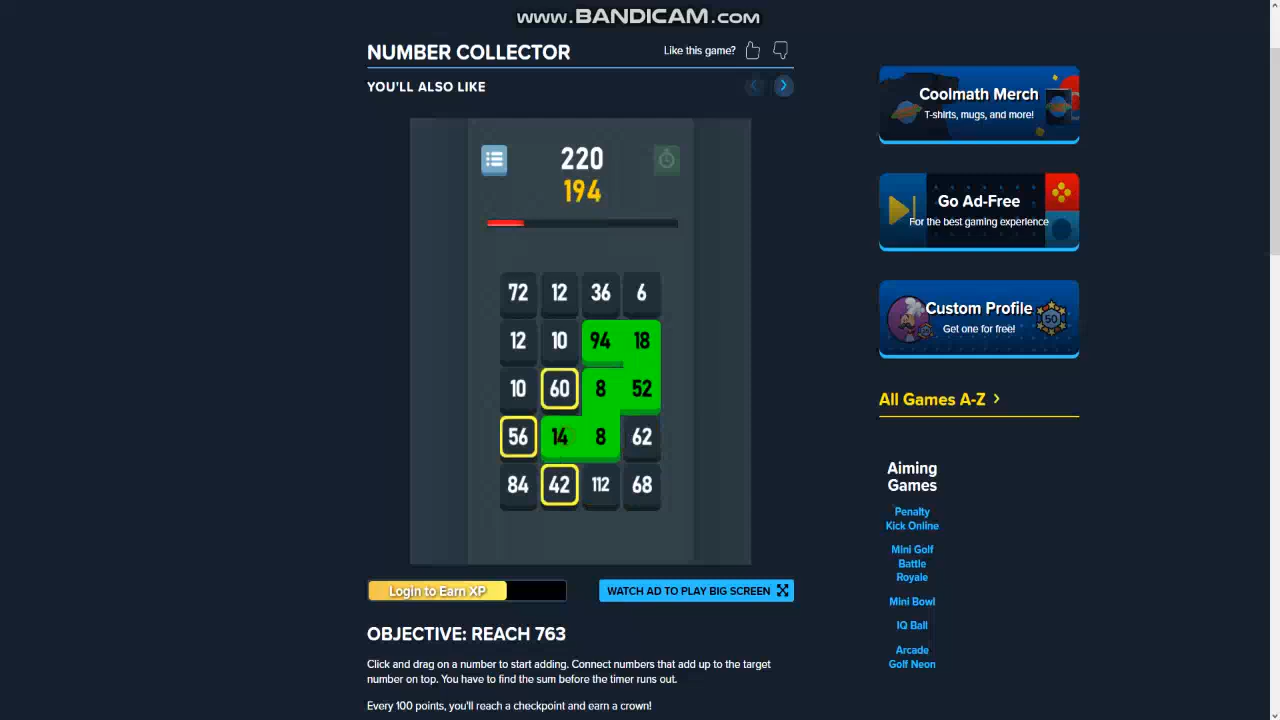 www.BANDICAM.com
NUMBER COLLECTOR
Like this game?
YOU'LL ALSO LIKE
220
194
72 12 36 6
12 10 94 18
10 60 8 52
56 14 8 62
84 42 112 68
Login to Earn XP
WATCH AD TO PLAY BIG SCREEN
OBJECTIVE: REACH 763
Click and drag on a number to start adding. Connect numbers that add up to the target
number on top. You have to find the sum before the timer runs out.
Every 100 points, you'll reach a checkpoint and earn a crown!
Coolmath Merch
T-shirts, mugs, and more!
Go Ad-Free
For the best gaming experience
Custom Profile
Get one for free!
50
All Games A-Z
Aiming
Games
Penalty
Kick Online
Mini Golf
Battle
Royale
Mini Bowl
IQ Ball
Arcade
Golf Neon